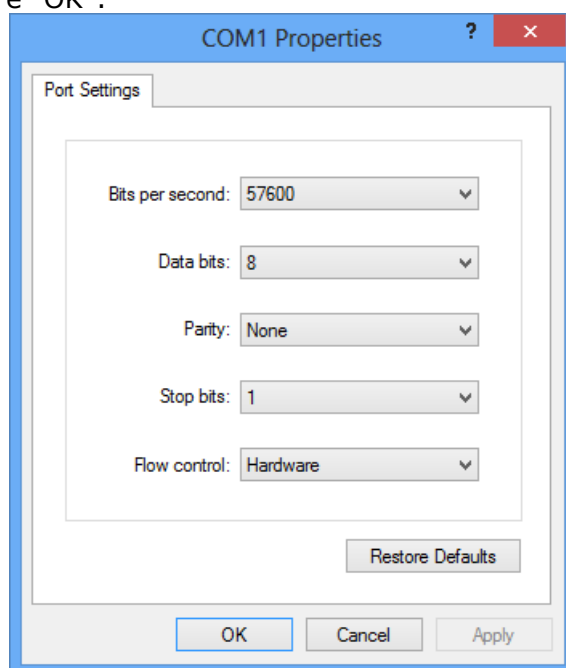 e "OK".
COM1 Properties ? ×
Port Settings
Bits per second: 57600
Data bits: 8
Parity: None
Stop bits: 1
Flow control: Hardware
Restore Defaults
OK Cancel Apply